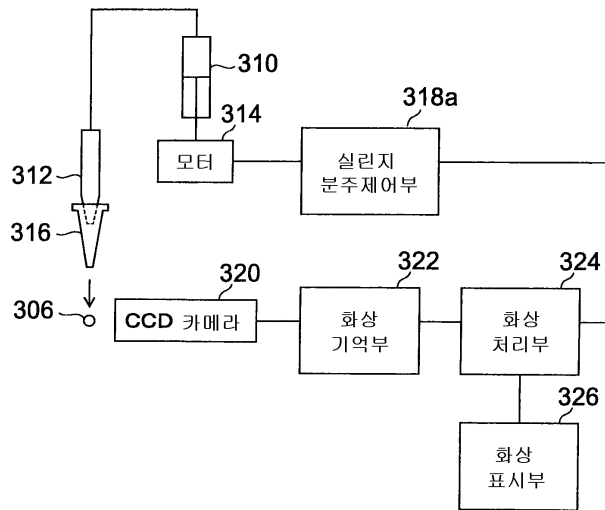 310
314
318a
모터
실린지
분주제어부
312
316
320
322
324
306
CCD 카메라
화상
기억부
화상
처리부
326
화상
표시부